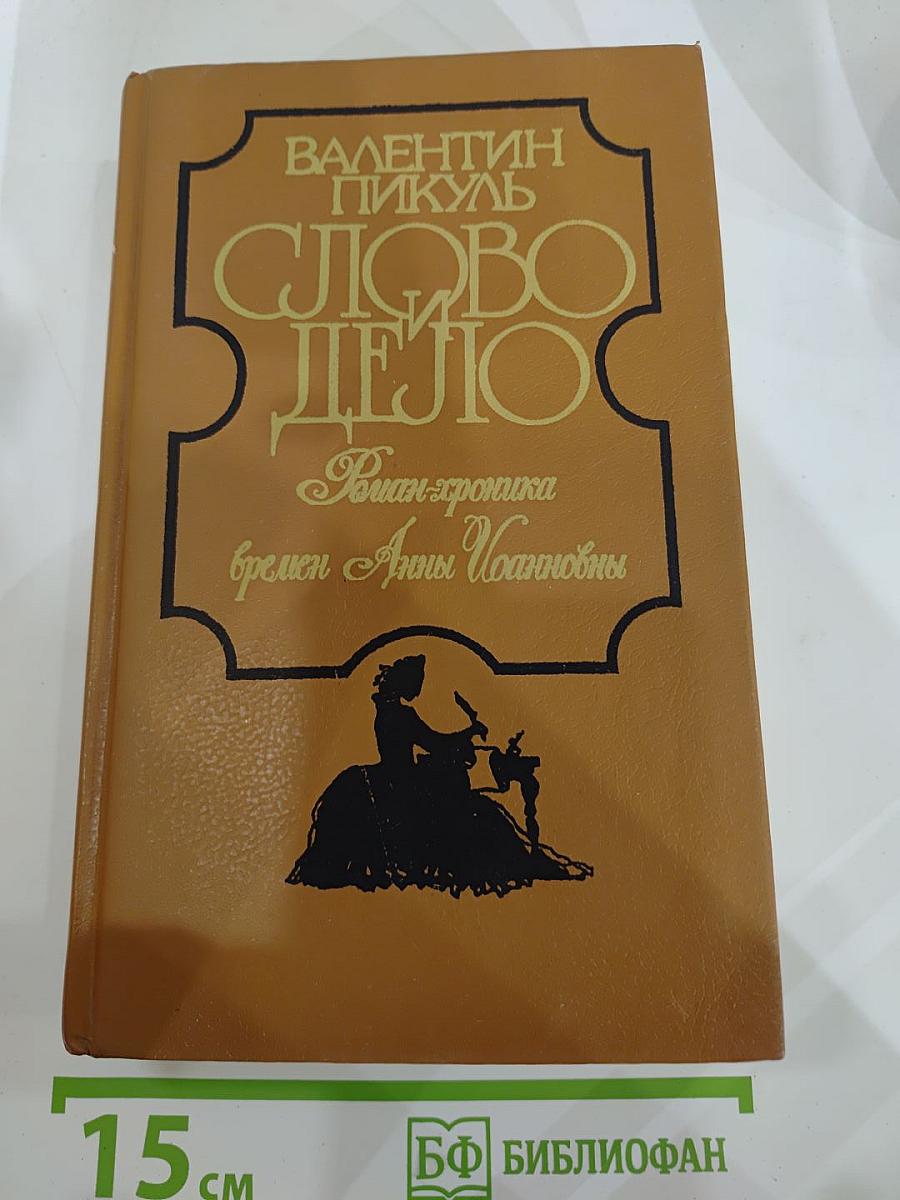 ВАЛЕНТИН
ПИКУЛЬ
СЛОВО
И
ДЕЛО
Роман-хроника
времен Анны Иоанновны
15 см
БФ БИБЛИОФАН